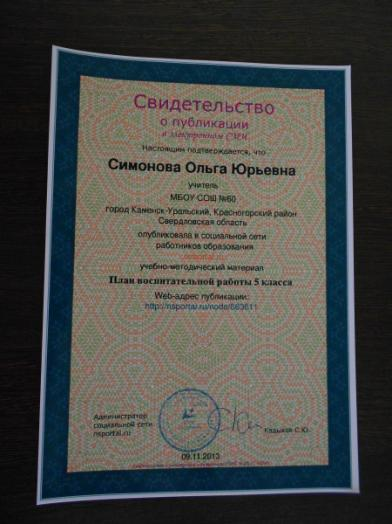 Свидетельство
о публикации
в электронном СМИ
Настоящим подтверждается, что
Симонова Ольга Юрьевна
учитель
МБОУ СОШ №60
город Каменск-Уральский, Красногорский район
Свердловская область
опубликовала в социальной сети
работников образования
nsportal.ru
учебно-методический материал
План воспитательной работы 5 класса
Web-адрес публикации:
http://nsportal.ru/node/863611
Администратор
социальной сети
nsportal.ru
Кадыков С.Ю.
09.11.2013